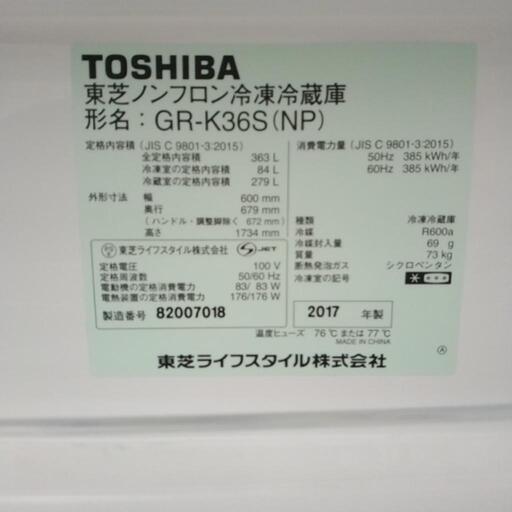 TOSHIBA
東芝ノンフロン冷凍冷蔵庫
形名：GR-K36S(NP)
定格内容積 (JIS C 9801-3:2015)
全定格内容積 363 L
冷凍室の定格内容積 84 L
冷蔵室の定格内容積 279 L
外形寸法 幅 600 mm
奥行 679 mm
(ハンドル・調整脚除く 672 mm)
高さ 1734 mm
東芝ライフスタイル株式会社 JET
定格電圧 100 V
定格周波数 50/60 Hz
電動機の定格消費電力 83/ 83 W
電熱装置の定格消費電力 176/176 W
製造番号 82007018
消費電力量 (JIS C 9801-3:2015)
50Hz 385 kWh/年
60Hz 385 kWh/年
種類 冷凍冷蔵庫
冷媒 R600a
冷媒封入量 69 g
質量 73 kg
断熱発泡ガス シクロペンタン
冷凍室の記号
2017 年製
温度ヒューズ 76℃ または 77℃
MADE IN CHINA
東芝ライフスタイル株式会社
Ⓐ